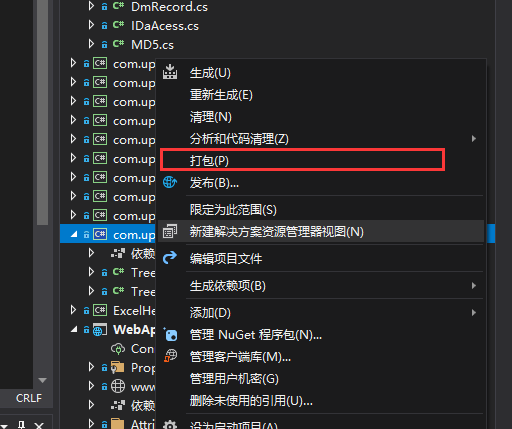 DmRecord.cs
IDaAcess.cs
MD5.cs
com.up
com.up
com.up
com.up
com.up
com.up
com.up
com.up
com.up
com.up
依赖
Tree
Tree
ExcelHe
WebAp
Con
Prop
www
依赖
Attrib
CRLF
生成(U)
重新生成(E)
清理(N)
分析和代码清理(Z)
打包(P)
发布(B)...
限定为此范围(S)
新建解决方案资源管理器视图(N)
编辑项目文件
生成依赖项(B)
添加(D)
管理 NuGet 程序包(N)...
管理客户端库(M)...
管理用户机密(G)
删除未使用的引用(U)...
设为启动项目(A)